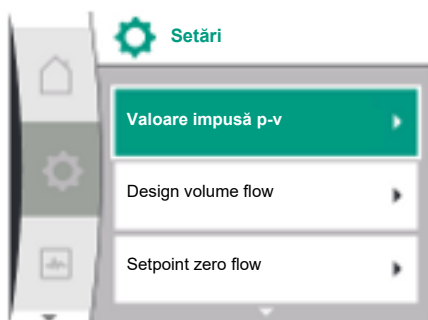 Setări
Valoare impusă p-v
Design volume flow
Setpoint zero flow